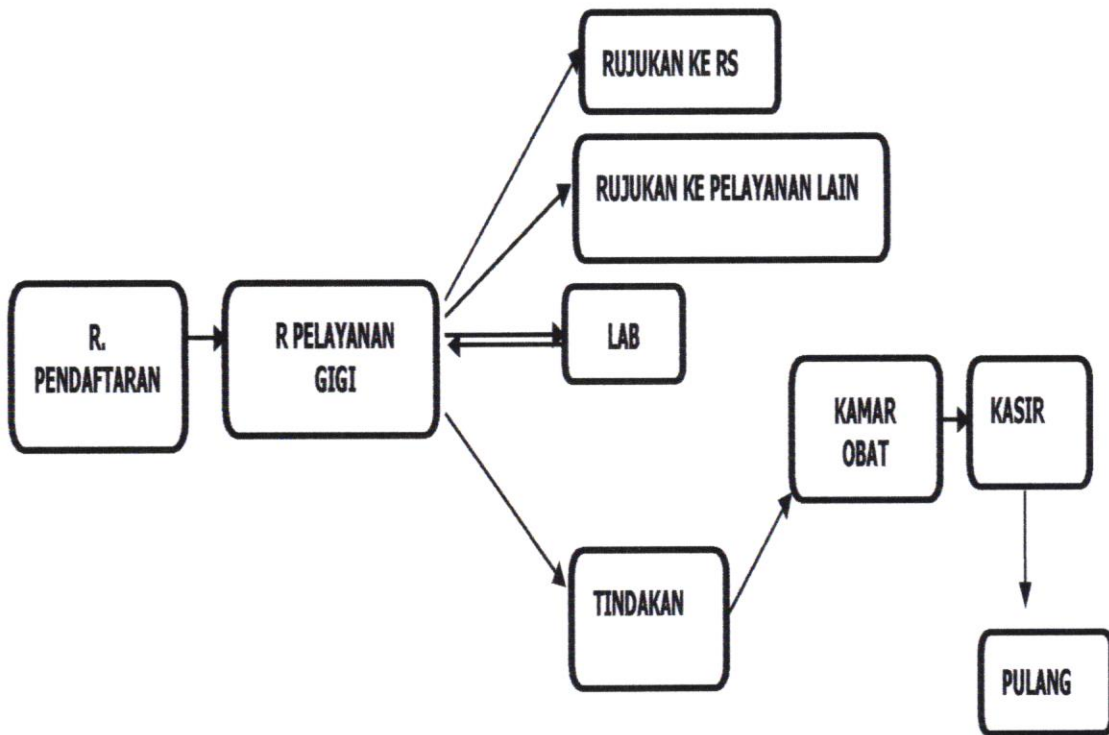 RUJUKAN KE RS
RUJUKAN KE PELAYANAN LAIN
R.
PENDAFTARAN
R PELAYANAN
GIGI
LAB
KAMAR
OBAT
KASIR
TINDAKAN
PULANG